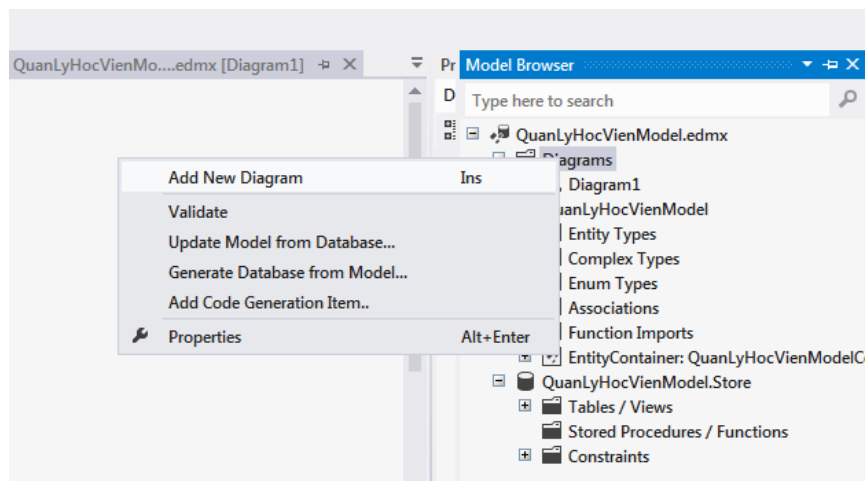 QuanLyHocVienMo....edmx [Diagram1]
Pr
Model Browser
D
Type here to search
QuanLyHocVienModel.edmx
Diagrams
Diagram1
Add New Diagram Ins
Validate
Update Model from Database...
Generate Database from Model...
Add Code Generation Item..
Properties Alt+Enter
uanLyHocVienModel
Entity Types
Complex Types
Enum Types
Associations
Function Imports
EntityContainer: QuanLyHocVienModelC
QuanLyHocVienModel.Store
Tables / Views
Stored Procedures / Functions
Constraints